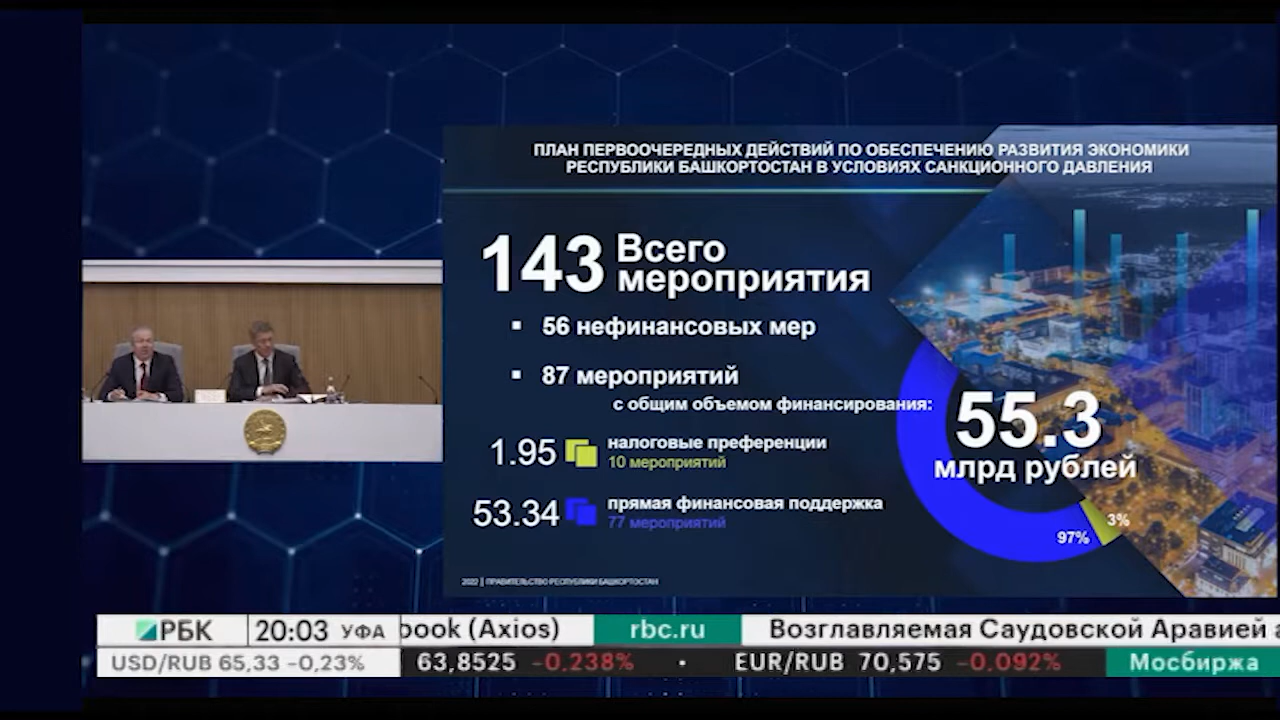 ПЛАН ПЕРВООЧЕРЕДНЫХ ДЕЙСТВИЙ ПО ОБЕСПЕЧЕНИЮ РАЗВИТИЯ ЭКОНОМИКИ
РЕСПУБЛИКИ БАШКОРТОСТАН В УСЛОВИЯХ САНКЦИОННОГО ДАВЛЕНИЯ
143 Всего
мероприятия
▪ 56 нефинансовых мер
▪ 87 мероприятий
с общим объемом финансирования:
55.3
млрд рублей
1.95 налоговые преференции
10 мероприятий
53.34 прямая финансовая поддержка
77 мероприятий
3%
97%
2022 | ПРАВИТЕЛЬСТВО РЕСПУБЛИКИ БАШКОРТОСТАН
РБК 20:03 УФА book (Axios) rbc.ru Возглавляемая Саудовской Аравией
USD/RUB 65,33 -0,23% 63,8525 -0.238% · EUR/RUB 70,575 -0.092% Мосбиржа